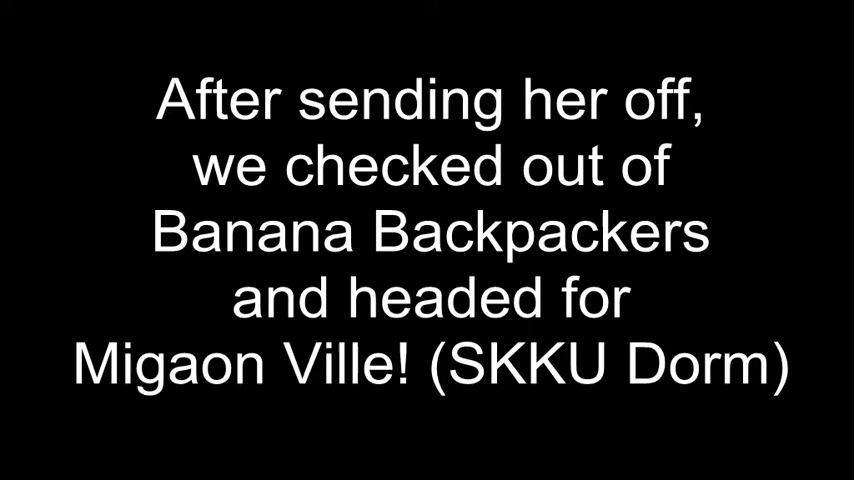 After sending her off,
we checked out of
Banana Backpackers
and headed for
Migaon Ville! (SKKU Dorm)